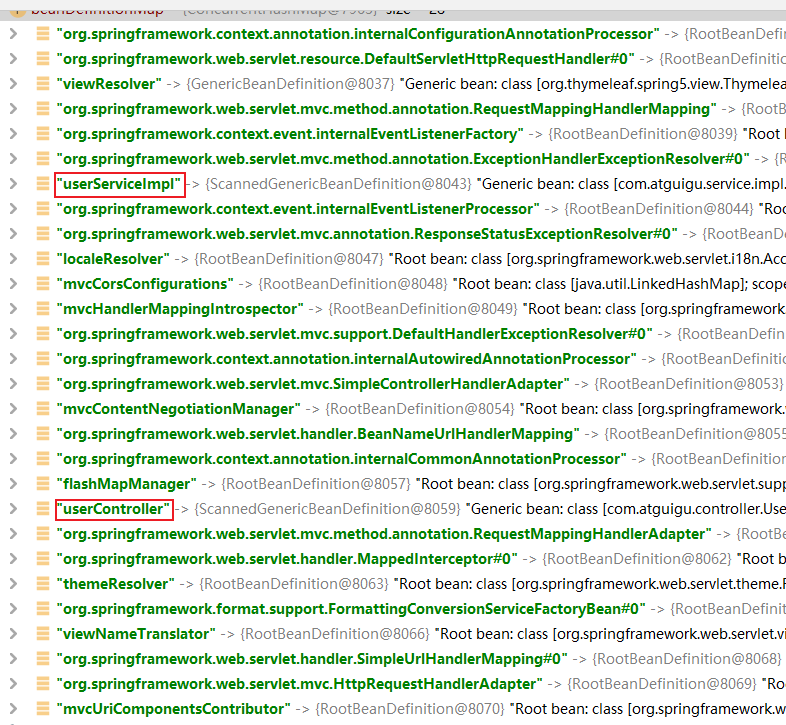 beanDefinitionMap = {ConcurrentHashMap@7965} size = 28
"org.springframework.context.annotation.internalConfigurationAnnotationProcessor" -> {RootBeanDefin
"org.springframework.web.servlet.resource.DefaultServletHttpRequestHandler#0" -> {RootBeanDefinition
"viewResolver" -> {GenericBeanDefinition@8037} "Generic bean: class [org.thymeleaf.spring5.view.Thymeleaf
"org.springframework.web.servlet.mvc.method.annotation.RequestMappingHandlerMapping" -> {RootB
"org.springframework.context.event.internalEventListenerFactory" -> {RootBeanDefinition@8039} "Root b
"org.springframework.web.servlet.mvc.method.annotation.ExceptionHandlerExceptionResolver#0" -> {R
"userServiceImpl" -> {ScannedGenericBeanDefinition@8043} "Generic bean: class [com.atguigu.service.impl.
"org.springframework.context.event.internalEventListenerProcessor" -> {RootBeanDefinition@8044} "Roo
"org.springframework.web.servlet.mvc.annotation.ResponseStatusExceptionResolver#0" -> {RootBeanD
"localeResolver" -> {RootBeanDefinition@8047} "Root bean: class [org.springframework.web.servlet.i18n.Acc
"mvcCorsConfigurations" -> {RootBeanDefinition@8048} "Root bean: class [java.util.LinkedHashMap]; scope
"mvcHandlerMappingIntrospector" -> {RootBeanDefinition@8049} "Root bean: class [org.springframework.
"org.springframework.web.servlet.mvc.support.DefaultHandlerExceptionResolver#0" -> {RootBeanDefin
"org.springframework.context.annotation.internalAutowiredAnnotationProcessor" -> {RootBeanDefinitio
"org.springframework.web.servlet.mvc.SimpleControllerHandlerAdapter" -> {RootBeanDefinition@8053}
"mvcContentNegotiationManager" -> {RootBeanDefinition@8054} "Root bean: class [org.springframework.
"org.springframework.web.servlet.handler.BeanNameUrlHandlerMapping" -> {RootBeanDefinition@8055
"org.springframework.context.annotation.internalCommonAnnotationProcessor" -> {RootBeanDefinition
"flashMapManager" -> {RootBeanDefinition@8057} "Root bean: class [org.springframework.web.servlet.supp
"userController" -> {ScannedGenericBeanDefinition@8059} "Generic bean: class [com.atguigu.controller.Use
"org.springframework.web.servlet.mvc.method.annotation.RequestMappingHandlerAdapter" -> {RootBe
"org.springframework.web.servlet.handler.MappedInterceptor#0" -> {RootBeanDefinition@8062} "Root b
"themeResolver" -> {RootBeanDefinition@8063} "Root bean: class [org.springframework.web.servlet.theme.F
"org.springframework.format.support.FormattingConversionServiceFactoryBean#0" -> {RootBeanDefinit
"viewNameTranslator" -> {RootBeanDefinition@8066} "Root bean: class [org.springframework.web.servlet.vi
"org.springframework.web.servlet.handler.SimpleUrlHandlerMapping#0" -> {RootBeanDefinition@8068}
"org.springframework.web.servlet.mvc.HttpRequestHandlerAdapter" -> {RootBeanDefinition@8069} "Roo
"mvcUriComponentsContributor" -> {RootBeanDefinition@8070} "Root bean: class [org.springframework.w